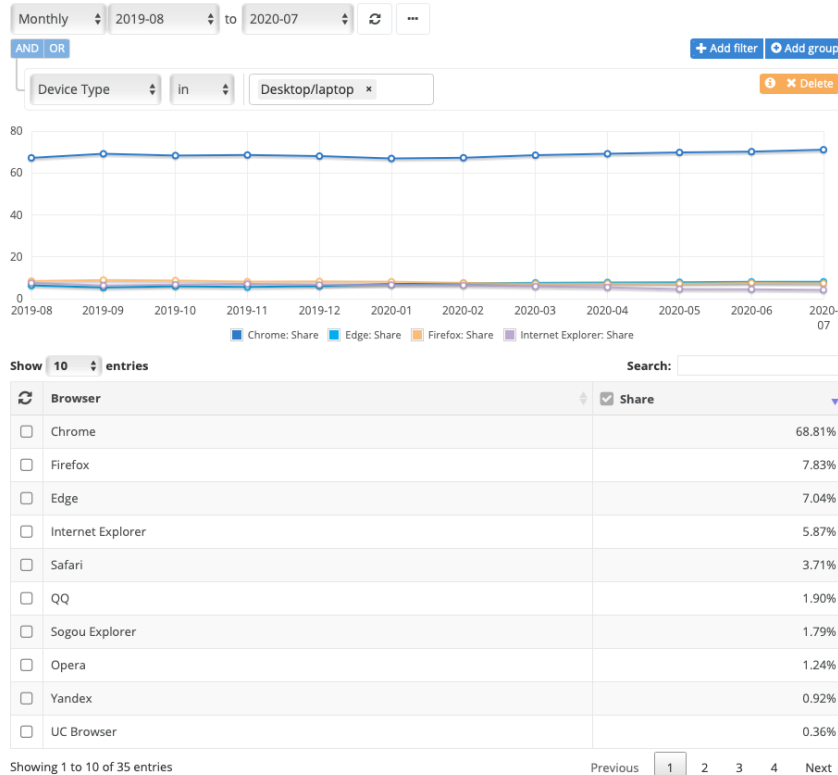 Monthly 2019-08 to 2020-07
AND OR + Add filter Add group
Device Type in Desktop/laptop × Delete
80
60
40
20
0
2019-08 2019-09 2019-10 2019-11 2019-12 2020-01 2020-02 2020-03 2020-04 2020-05 2020-06 2020-07
Chrome: Share Edge: Share Firefox: Share Internet Explorer: Share
Show 10 entries Search:
Browser Share
Chrome 68.81%
Firefox 7.83%
Edge 7.04%
Internet Explorer 5.87%
Safari 3.71%
QQ 1.90%
Sogou Explorer 1.79%
Opera 1.24%
Yandex 0.92%
UC Browser 0.36%
Showing 1 to 10 of 35 entries Previous 1 2 3 4 Next